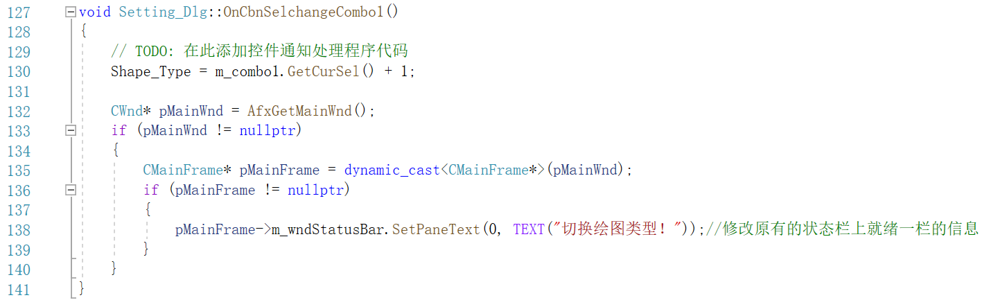 127 void Setting_Dlg::OnCbnSelchangeCombo1()
128 {
129 // TODO: 在此添加控件通知处理程序代码
130 Shape_Type = m_combo1.GetCurSel() + 1;
131
132 CWnd* pMainWnd = AfxGetMainWnd();
133 if (pMainWnd != nullptr)
134 {
135 CMainFrame* pMainFrame = dynamic_cast<CMainFrame*>(pMainWnd);
136 if (pMainFrame != nullptr)
137 {
138 pMainFrame->m_wndStatusBar.SetPaneText(0, TEXT("切换绘图类型！"));//修改原有的状态栏上就绪一栏的信息
139 }
140 }
141 }